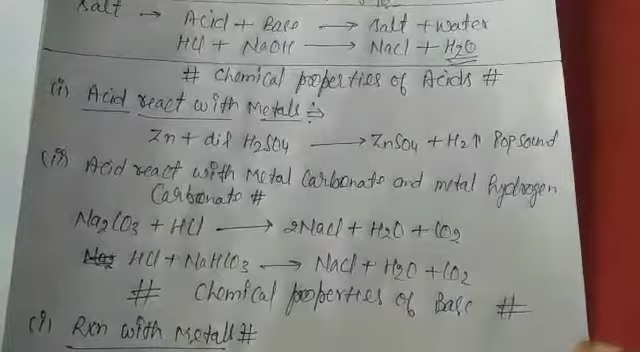 Salt → Acid + Base → Salt + Water
HCl + NaOH → NaCl + H2O
# Chemical properties of Acids #
(i) Acid react with Metals ÷
Zn + dil H2SO4 → ZnSO4 + H2↑ Pop sound
(ii) Acid react with Metal Carbonate and metal hydrogen
Carbonate #
Na2CO3 + HCl → 2NaCl + H2O + CO2
HCl + NaHCO3 → NaCl + H2O + CO2
# Chemical properties of Base #
(i) Rxn with Metall #